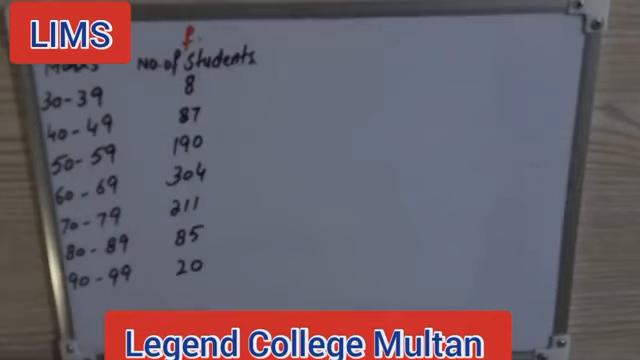 LIMS
f.
Marks No. of Students
30-39 8
40-49 87
50-59 190
60-69 304
70-79 211
80-89 85
90-99 20
Legend College Multan